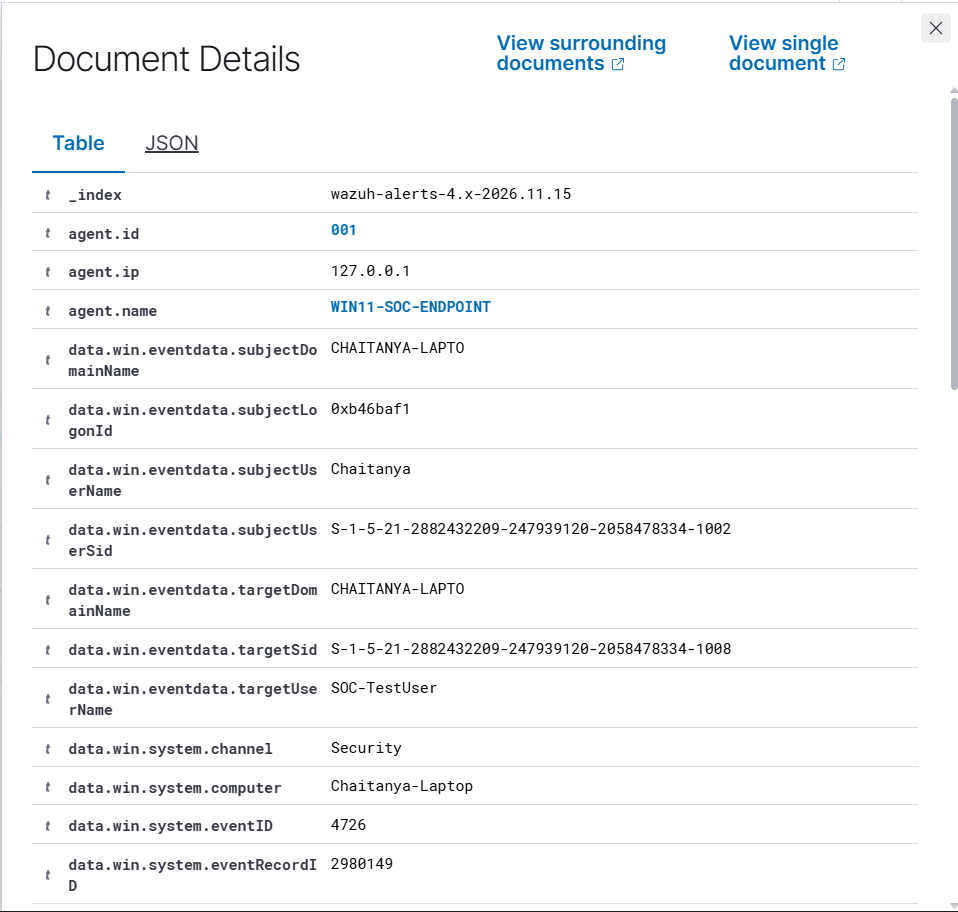 Document Details
View surrounding
documents
View single
document
Table
JSON
t _index wazuh-alerts-4.x-2026.11.15
t agent.id 001
t agent.ip 127.0.0.1
t agent.name WIN11-SOC-ENDPOINT
t data.win.eventdata.subjectDo
mainName CHAITANYA-LAPTO
t data.win.eventdata.subjectLo
gonId 0xb46baf1
t data.win.eventdata.subjectUs
erName Chaitanya
t data.win.eventdata.subjectUs
erSid S-1-5-21-2882432209-247939120-2058478334-1002
t data.win.eventdata.targetDom
ainName CHAITANYA-LAPTO
t data.win.eventdata.targetSid S-1-5-21-2882432209-247939120-2058478334-1008
t data.win.eventdata.targetUse
rName SOC-TestUser
t data.win.system.channel Security
t data.win.system.computer Chaitanya-Laptop
t data.win.system.eventID 4726
t data.win.system.eventRecordI
D 2980149